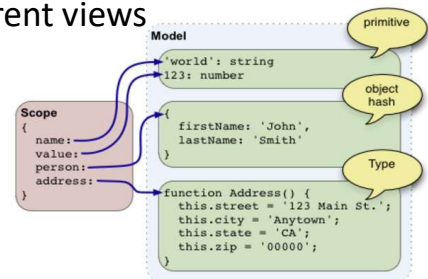 rent views
Model
primitive
'world': string
123: number
object
hash
Scope
{
name:
value:
person:
address:
}
{
firstName: 'John',
lastName: 'Smith'
}
Type
function Address() {
this.street = '123 Main St.';
this.city = 'Anytown';
this.state = 'CA';
this.zip = '00000';
}